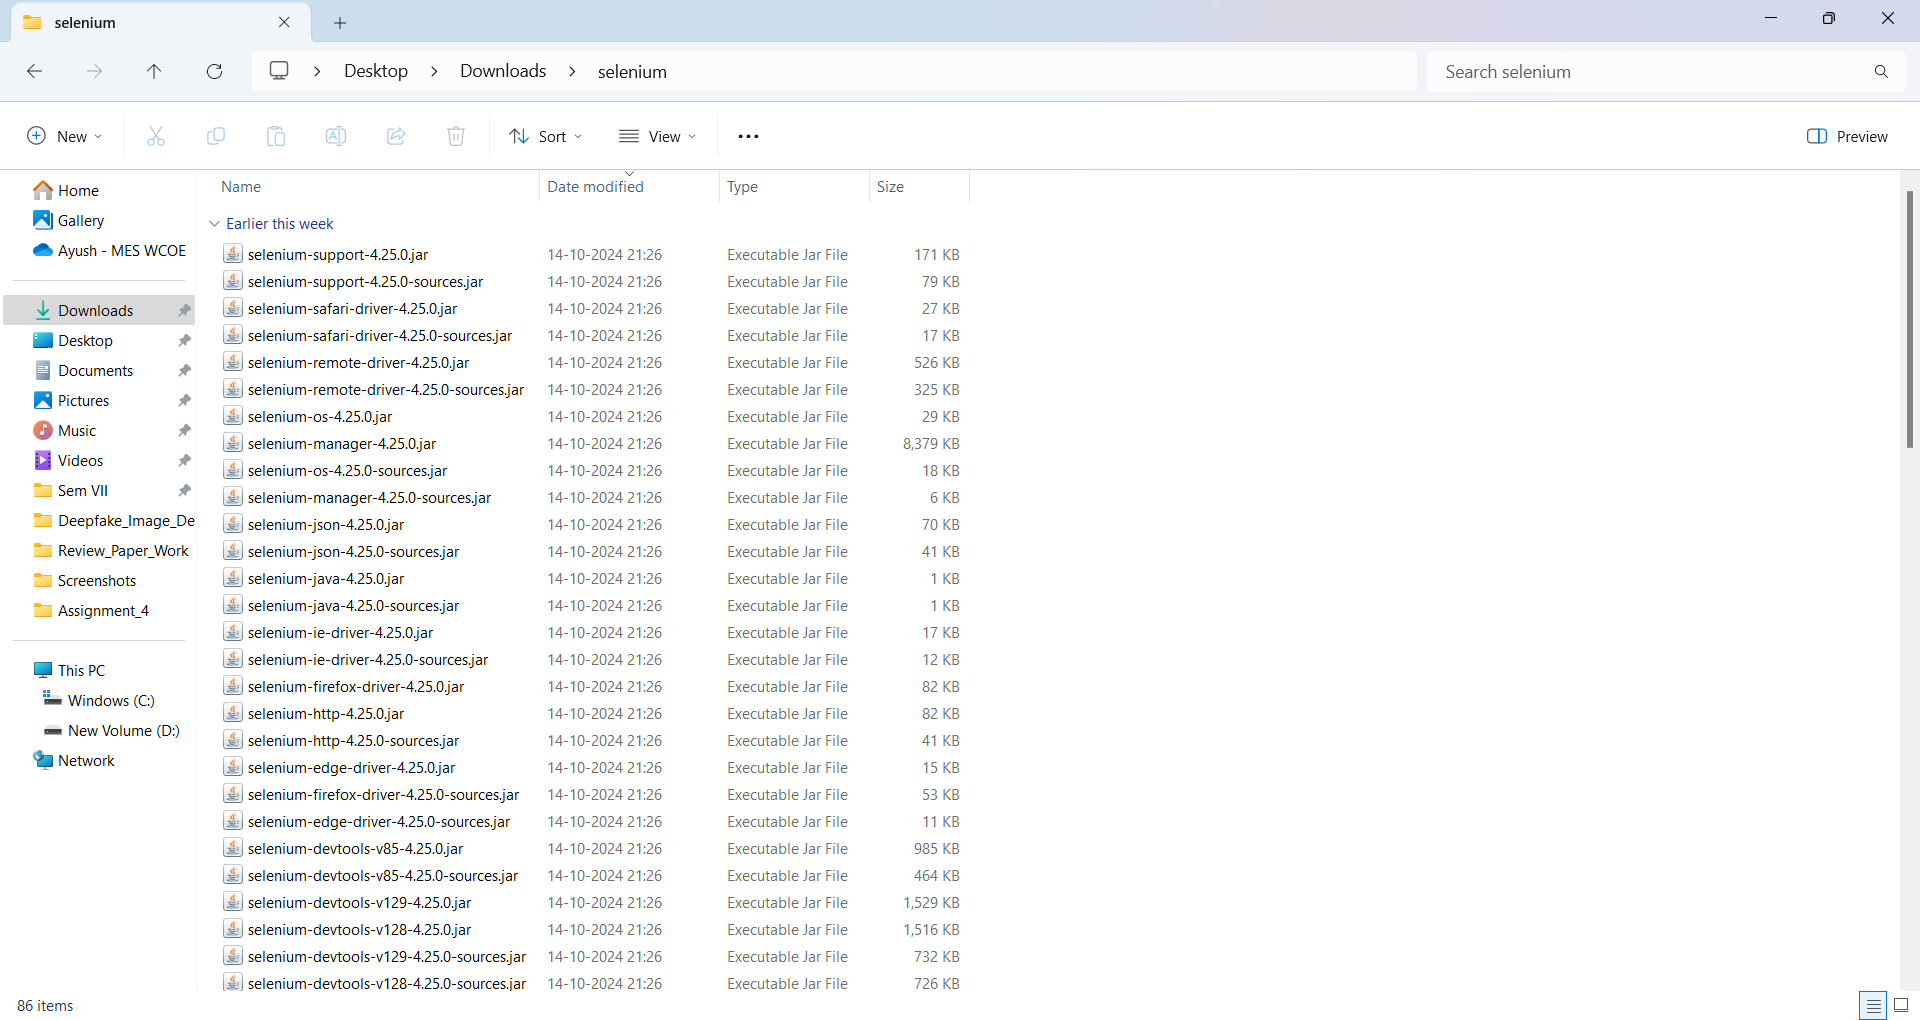 selenium
Desktop > Downloads > selenium
Search selenium
New Sort View Preview
Home
Gallery
Ayush - MES WCOE
Downloads
Desktop
Documents
Pictures
Music
Videos
Sem VII
Deepfake_Image_De
Review_Paper_Work
Screenshots
Assignment_4
This PC
Windows (C:)
New Volume (D:)
Network
Name Date modified Type Size
Earlier this week
selenium-support-4.25.0.jar 14-10-2024 21:26 Executable Jar File 171 KB
selenium-support-4.25.0-sources.jar 14-10-2024 21:26 Executable Jar File 79 KB
selenium-safari-driver-4.25.0.jar 14-10-2024 21:26 Executable Jar File 27 KB
selenium-safari-driver-4.25.0-sources.jar 14-10-2024 21:26 Executable Jar File 17 KB
selenium-remote-driver-4.25.0.jar 14-10-2024 21:26 Executable Jar File 526 KB
selenium-remote-driver-4.25.0-sources.jar 14-10-2024 21:26 Executable Jar File 325 KB
selenium-os-4.25.0.jar 14-10-2024 21:26 Executable Jar File 29 KB
selenium-manager-4.25.0.jar 14-10-2024 21:26 Executable Jar File 8,379 KB
selenium-os-4.25.0-sources.jar 14-10-2024 21:26 Executable Jar File 18 KB
selenium-manager-4.25.0-sources.jar 14-10-2024 21:26 Executable Jar File 6 KB
selenium-json-4.25.0.jar 14-10-2024 21:26 Executable Jar File 70 KB
selenium-json-4.25.0-sources.jar 14-10-2024 21:26 Executable Jar File 41 KB
selenium-java-4.25.0.jar 14-10-2024 21:26 Executable Jar File 1 KB
selenium-java-4.25.0-sources.jar 14-10-2024 21:26 Executable Jar File 1 KB
selenium-ie-driver-4.25.0.jar 14-10-2024 21:26 Executable Jar File 17 KB
selenium-ie-driver-4.25.0-sources.jar 14-10-2024 21:26 Executable Jar File 12 KB
selenium-firefox-driver-4.25.0.jar 14-10-2024 21:26 Executable Jar File 82 KB
selenium-http-4.25.0.jar 14-10-2024 21:26 Executable Jar File 82 KB
selenium-http-4.25.0-sources.jar 14-10-2024 21:26 Executable Jar File 41 KB
selenium-edge-driver-4.25.0.jar 14-10-2024 21:26 Executable Jar File 15 KB
selenium-firefox-driver-4.25.0-sources.jar 14-10-2024 21:26 Executable Jar File 53 KB
selenium-edge-driver-4.25.0-sources.jar 14-10-2024 21:26 Executable Jar File 11 KB
selenium-devtools-v85-4.25.0.jar 14-10-2024 21:26 Executable Jar File 985 KB
selenium-devtools-v85-4.25.0-sources.jar 14-10-2024 21:26 Executable Jar File 464 KB
selenium-devtools-v129-4.25.0.jar 14-10-2024 21:26 Executable Jar File 1,529 KB
selenium-devtools-v128-4.25.0.jar 14-10-2024 21:26 Executable Jar File 1,516 KB
selenium-devtools-v129-4.25.0-sources.jar 14-10-2024 21:26 Executable Jar File 732 KB
selenium-devtools-v128-4.25.0-sources.jar 14-10-2024 21:26 Executable Jar File 726 KB
86 items